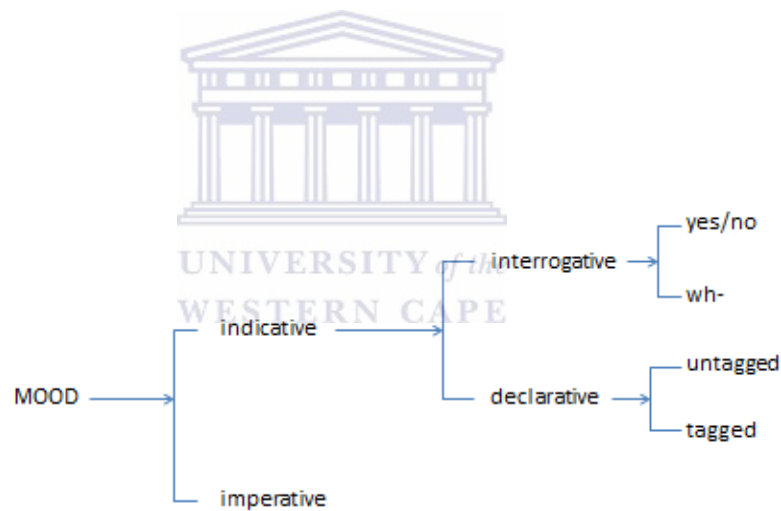 yes/no
UNIVERSITY of the
interrogative
WESTERN CAPE
wh-
indicative
untagged
MOOD
declarative
tagged
imperative